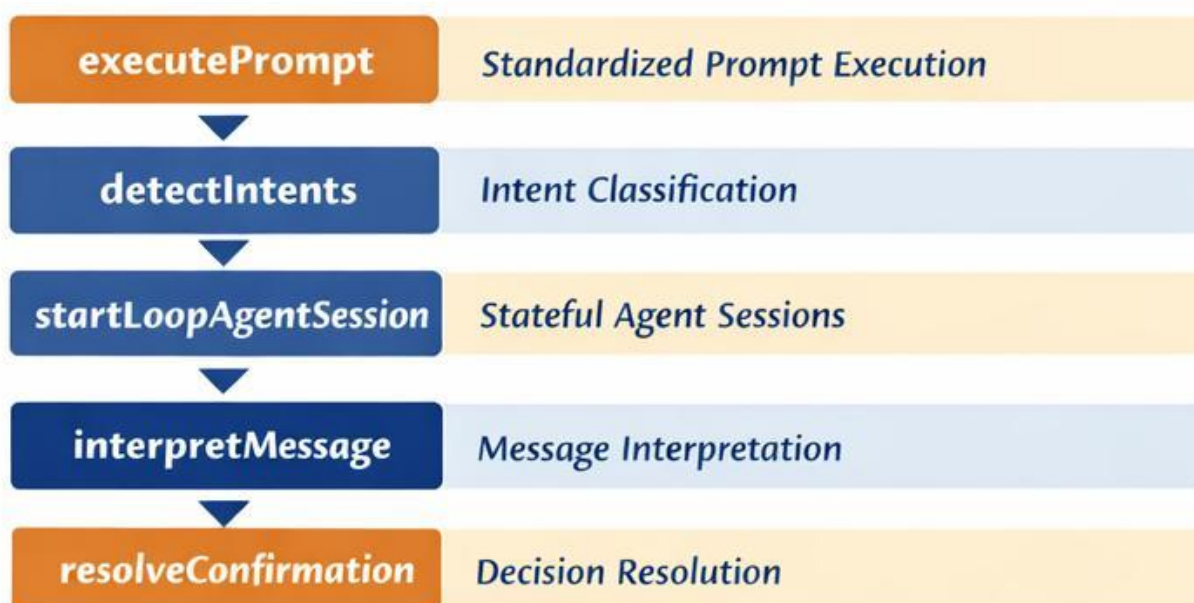 executePrompt Standardized Prompt Execution
detectIntents Intent Classification
startLoopAgentSession Stateful Agent Sessions
interpretMessage Message Interpretation
resolveConfirmation Decision Resolution